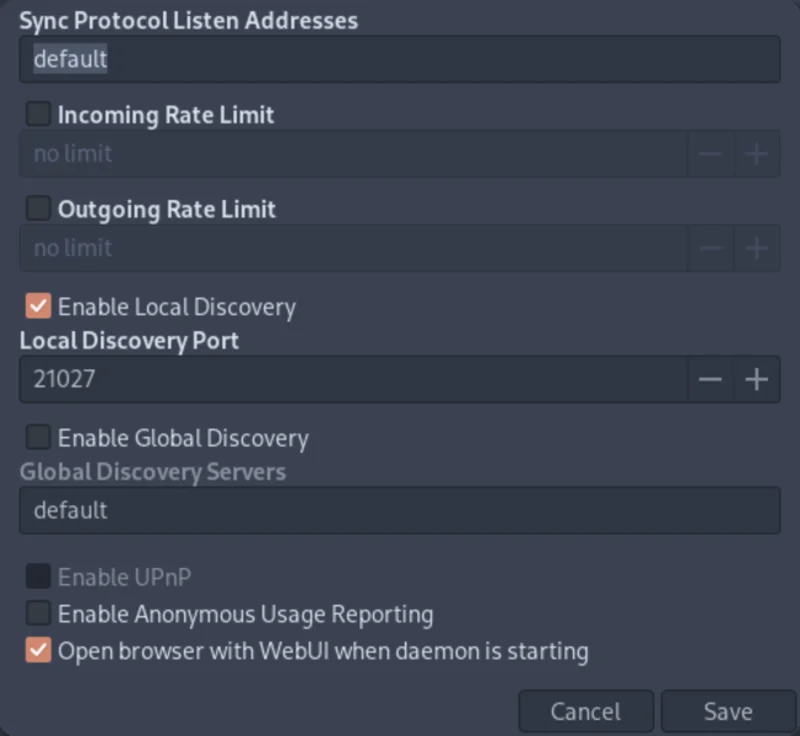 Sync Protocol Listen Addresses
default
Incoming Rate Limit
no limit
Outgoing Rate Limit
no limit
Enable Local Discovery
Local Discovery Port
21027
Enable Global Discovery
Global Discovery Servers
default
Enable UPnP
Enable Anonymous Usage Reporting
Open browser with WebUI when daemon is starting
Cancel Save